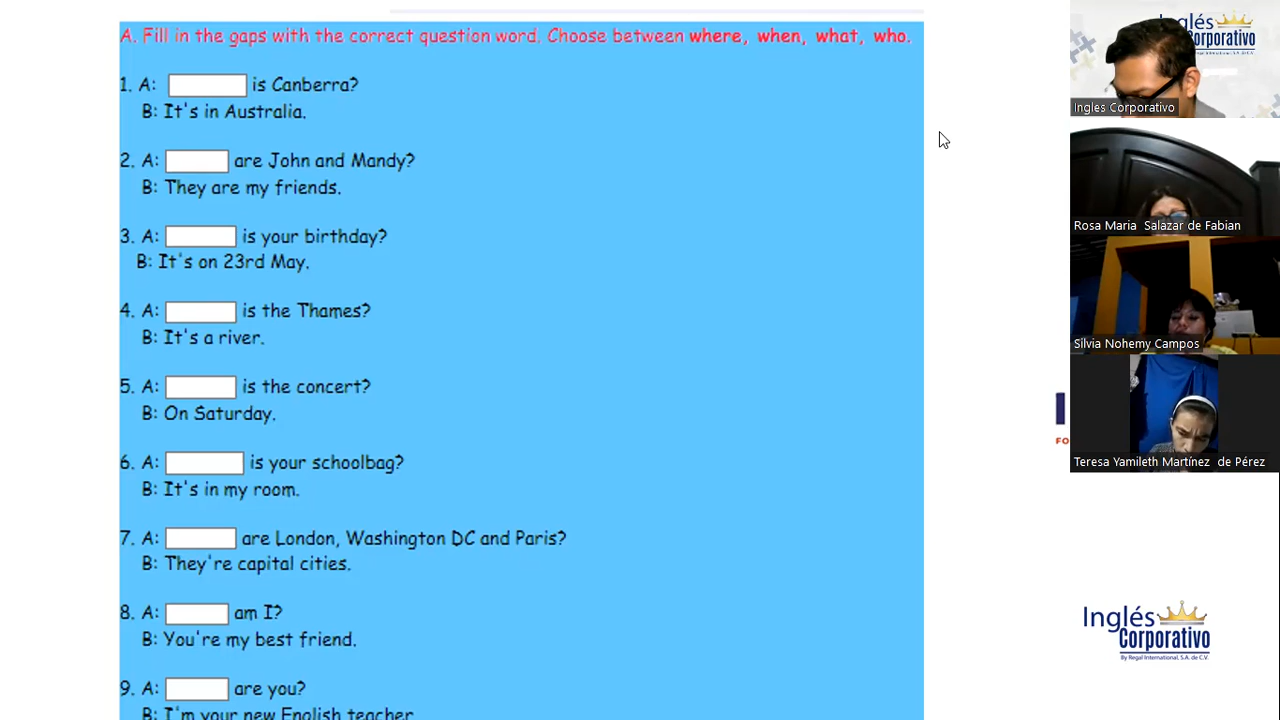 A. Fill in the gaps with the correct question word. Choose between where, when, what, who.
1. A: is Canberra?
B: It's in Australia.
2. A: are John and Mandy?
B: They are my friends.
3. A: is your birthday?
B: It's on 23rd May.
4. A: is the Thames?
B: It's a river.
5. A: is the concert?
B: On Saturday.
6. A: is your schoolbag?
B: It's in my room.
7. A: are London, Washington DC and Paris?
B: They're capital cities.
8. A: am I?
B: You're my best friend.
9. A: are you?
B: I'm your new English teacher.
Inglés
Corporativo
Ingles Corporativo
Rosa Maria Salazar de Fabian
Silvia Nohemy Campos
Teresa Yamileth Martínez de Pérez
FO
Inglés
Corporativo
By Regal International, S.A. de C.V.